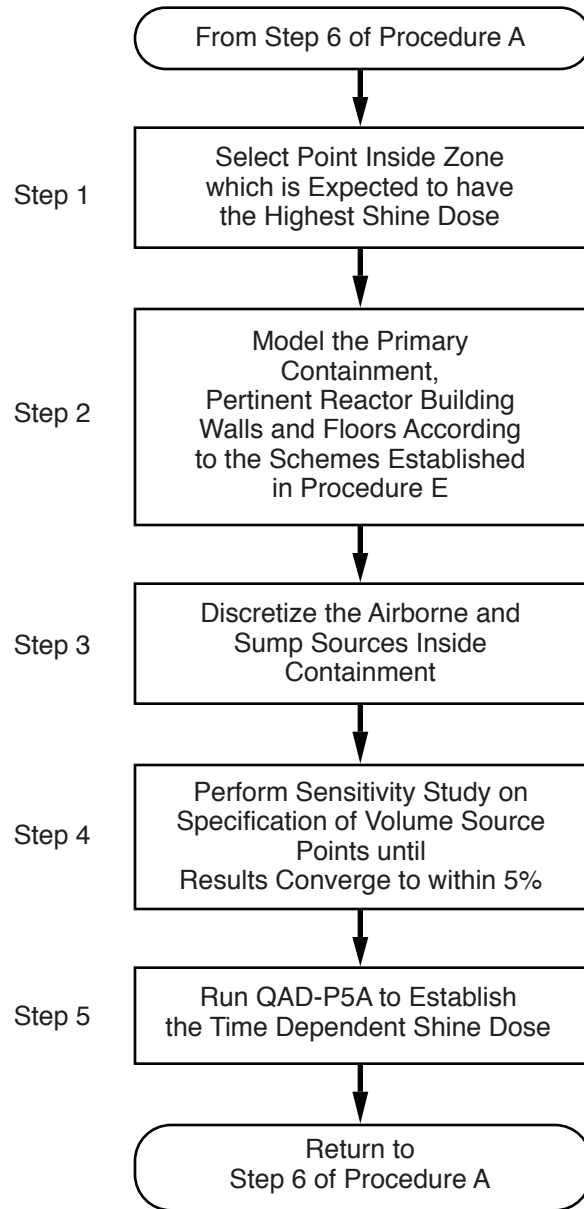 From Step 6 of Procedure A
Step 1
Select Point Inside Zone
which is Expected to have
the Highest Shine Dose
Step 2
Model the Primary
Containment,
Pertinent Reactor Building
Walls and Floors According
to the Schemes Established
in Procedure E
Step 3
Discretize the Airborne and
Sump Sources Inside
Containment
Step 4
Perform Sensitivity Study on
Specification of Volume Source
Points until
Results Converge to within 5%
Step 5
Run QAD-P5A to Establish
the Time Dependent Shine Dose
Return to
Step 6 of Procedure A